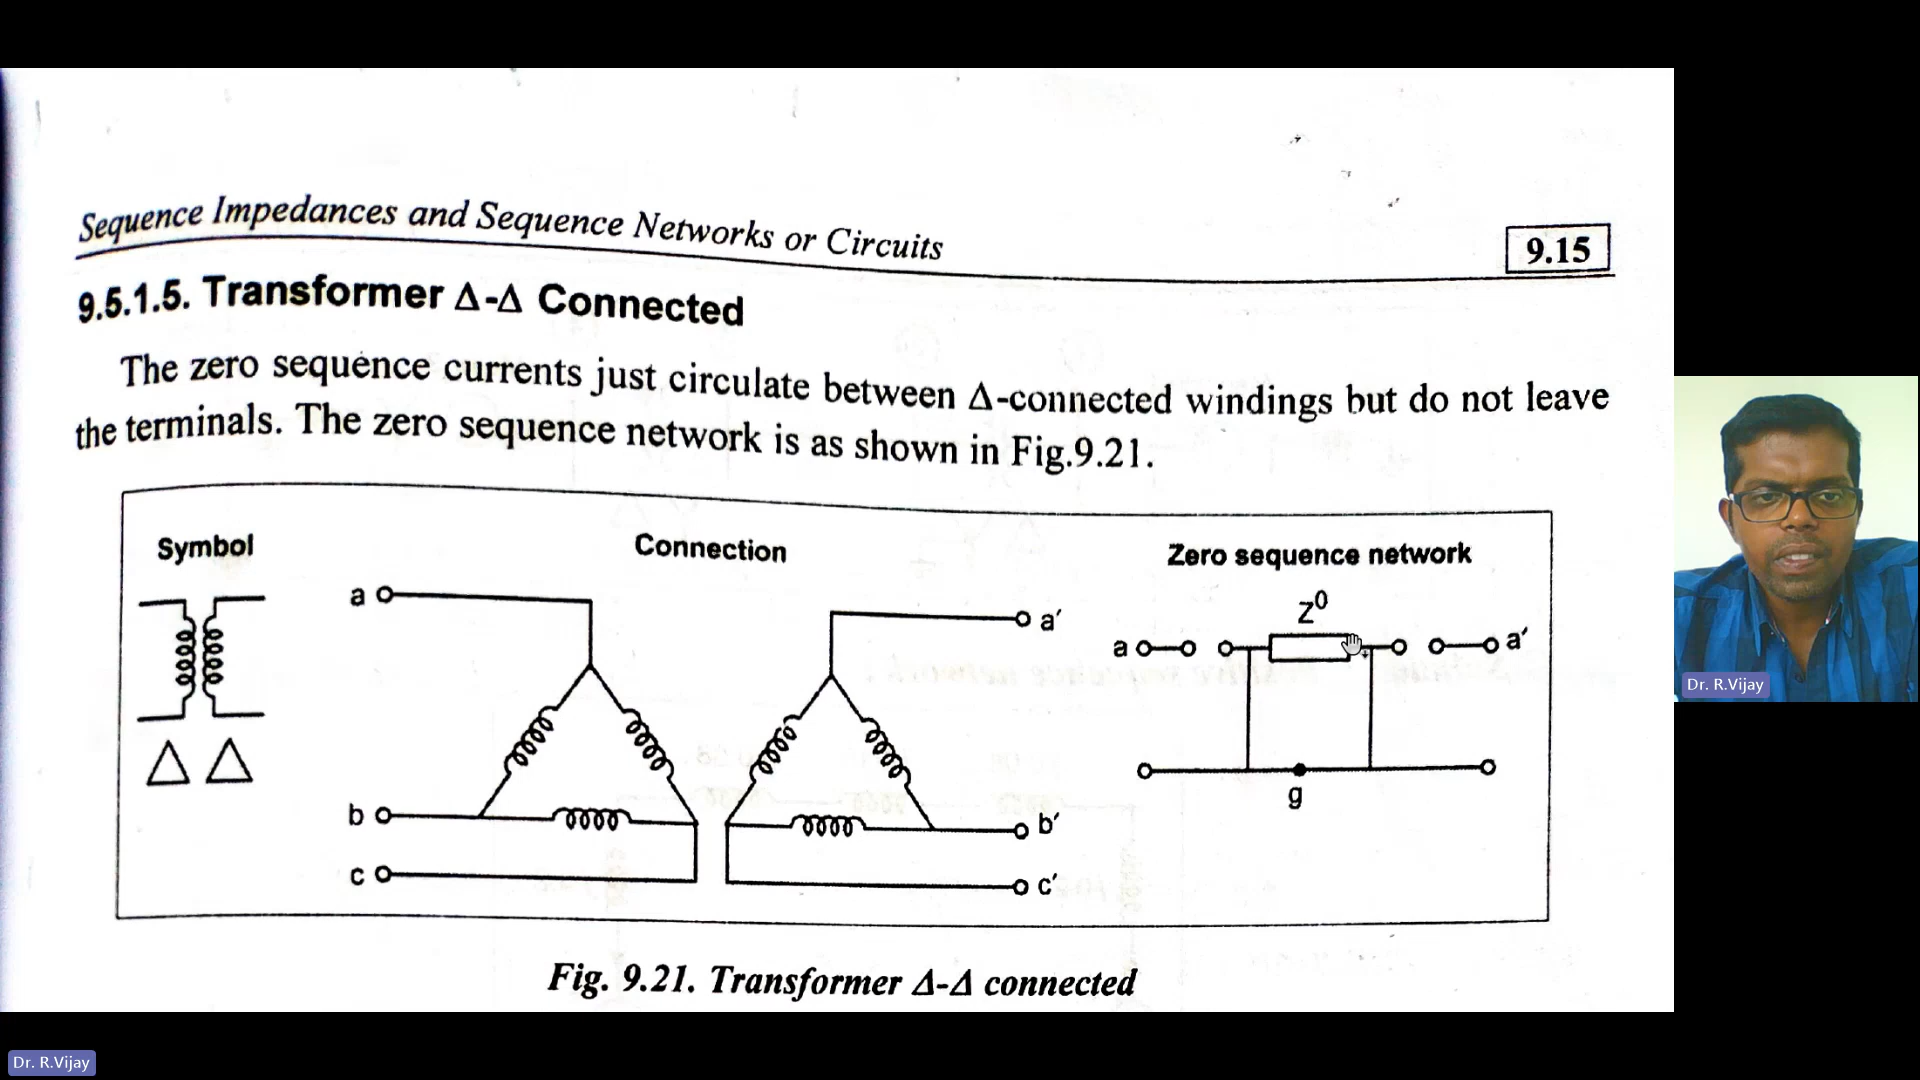 Sequence Impedances and Sequence Networks or Circuits
9.15
9.5.1.5. Transformer Δ-Δ Connected
The zero sequence currents just circulate between Δ-connected windings but do not leave
the terminals. The zero sequence network is as shown in Fig.9.21.
Symbol
Connection
Zero sequence network
a
a′
Z⁰
a
a′
b
b′
g
c
c′
Δ Δ
Fig. 9.21. Transformer Δ-Δ connected
Dr. R.Vijay
Dr. R.Vijay